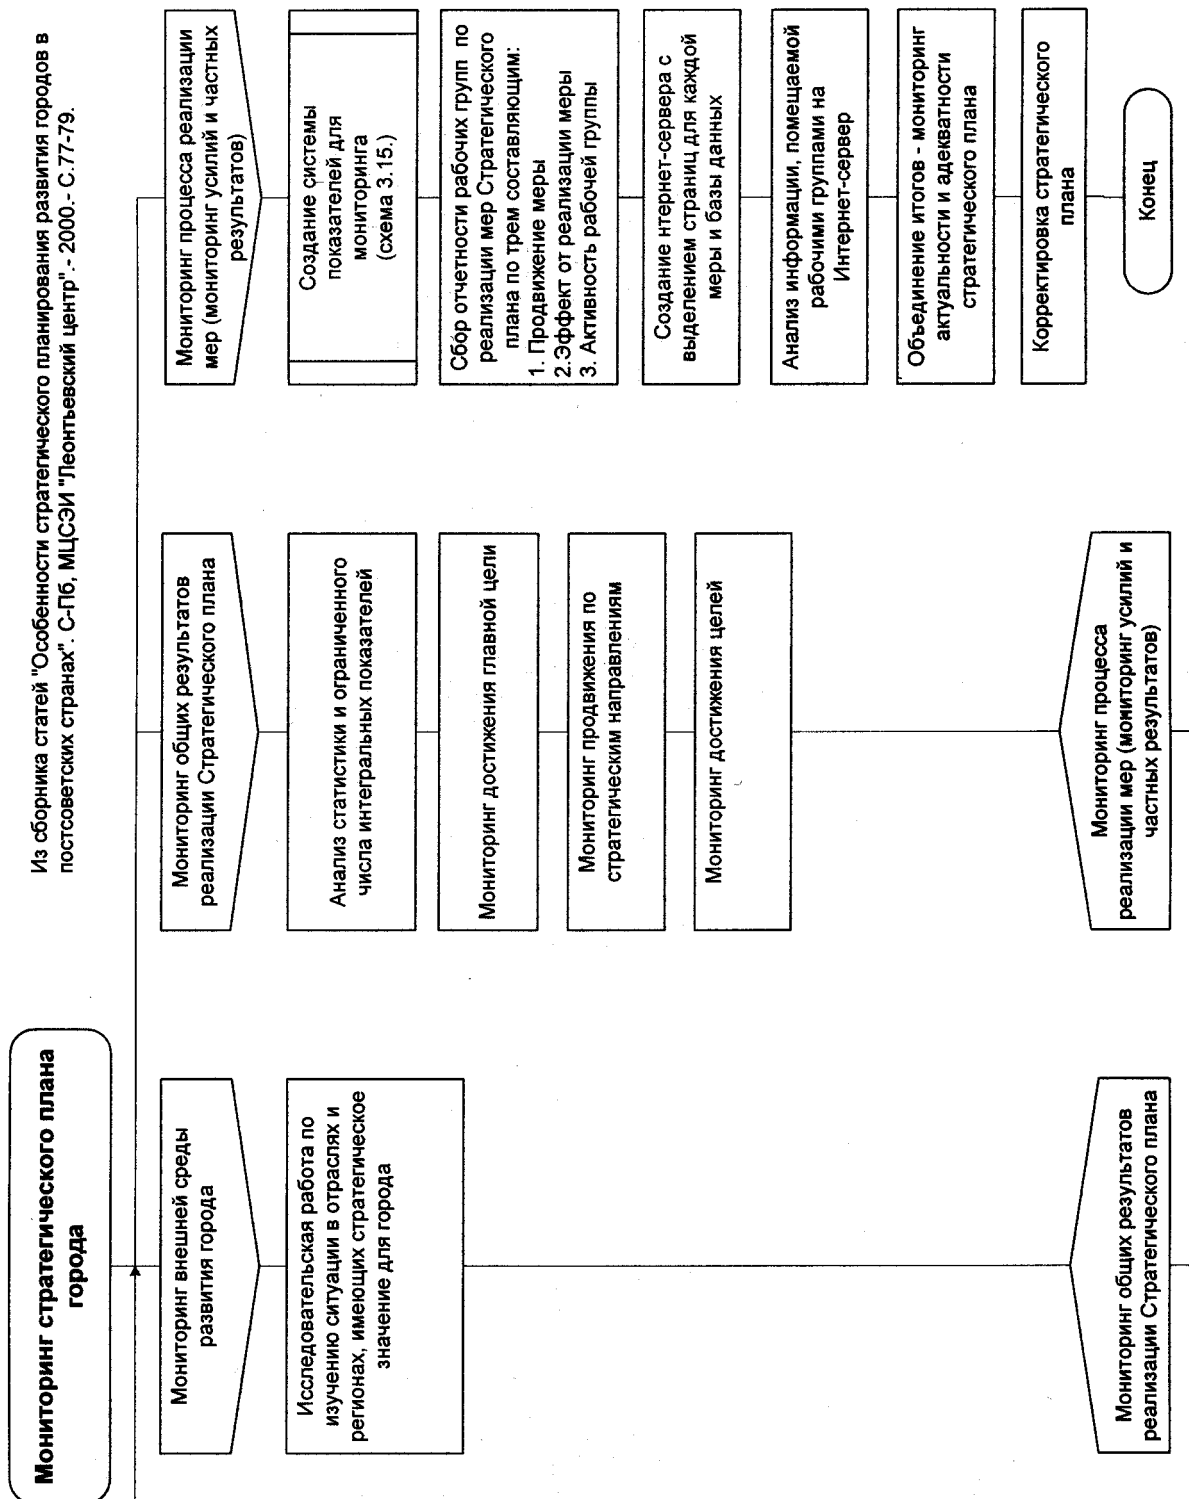 Мониторинг стратегического плана
города
Из сборника статей "Особенности стратегического планирования развития городов в
постсоветских странах". С-Пб, МЦСЭИ "Леонтьевский центр".- 2000.- С.77-79.
Мониторинг внешней среды
развития города
Исследовательская работа по
изучению ситуации в отраслях и
регионах, имеющих стратегическое
значение для города
Мониторинг общих результатов
реализации Стратегического плана
Мониторинг общих результатов
реализации Стратегического плана
Анализ статистики и ограниченного
числа интегральных показателей
Мониторинг достижения главной цели
Мониторинг продвижения по
стратегическим направлениям
Мониторинг достижения целей
Мониторинг процесса
реализации мер (мониторинг усилий и
частных результатов)
Мониторинг процесса реализации
мер (мониторинг усилий и частных
результатов)
Создание системы
показателей для
мониторинга
(схема 3.15.)
Сбор отчетности рабочих групп по
реализации мер Стратегического
плана по трем составляющим:
1. Продвижение меры
2.Эффект от реализации меры
3. Активность рабочей группы
Создание нтернет-сервера с
выделением страниц для каждой
меры и базы данных
Анализ информации, помещаемой
рабочими группами на
Интернет-сервер
Объединение итогов - мониторинг
актуальности и адекватности
стратегического плана
Корректировка стратегического
плана
Конец